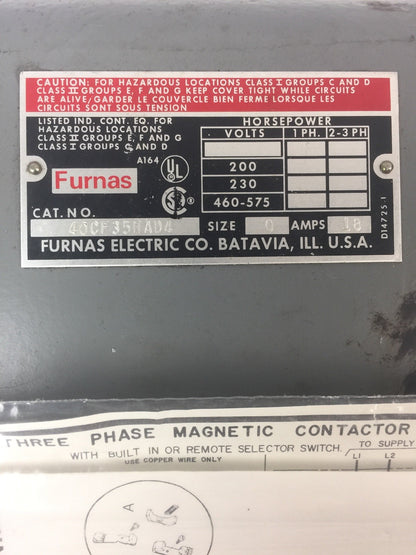 CAUTION: FOR HAZARDOUS LOCATIONS CLASS I GROUPS C AND D
CLASS II GROUPS E, F AND G KEEP COVER TIGHT WHILE CIRCUITS
ARE ALIVE/GARDER LE COUVERCLE BIEN FERME LORSQUE LES
CIRCUITS SONT SOUS TENSION
LISTED IND. CONT. EQ. FOR
HAZARDOUS LOCATIONS
CLASS II GROUPS E, F AND G
CLASS I GROUPS C AND D
A164
UL
Furnas
HORSEPOWER
VOLTS 1 PH. 2-3 PH
200
230
460-575
CAT. NO. SIZE 0 AMPS 18
FURNAS ELECTRIC CO. BATAVIA, ILL. U.S.A.
D14725.1
THREE PHASE MAGNETIC CONTACTOR
WITH BUILT IN OR REMOTE SELECTOR SWITCH.
TO SUPPLY
USE COPPER WIRE ONLY
L1 L2
A